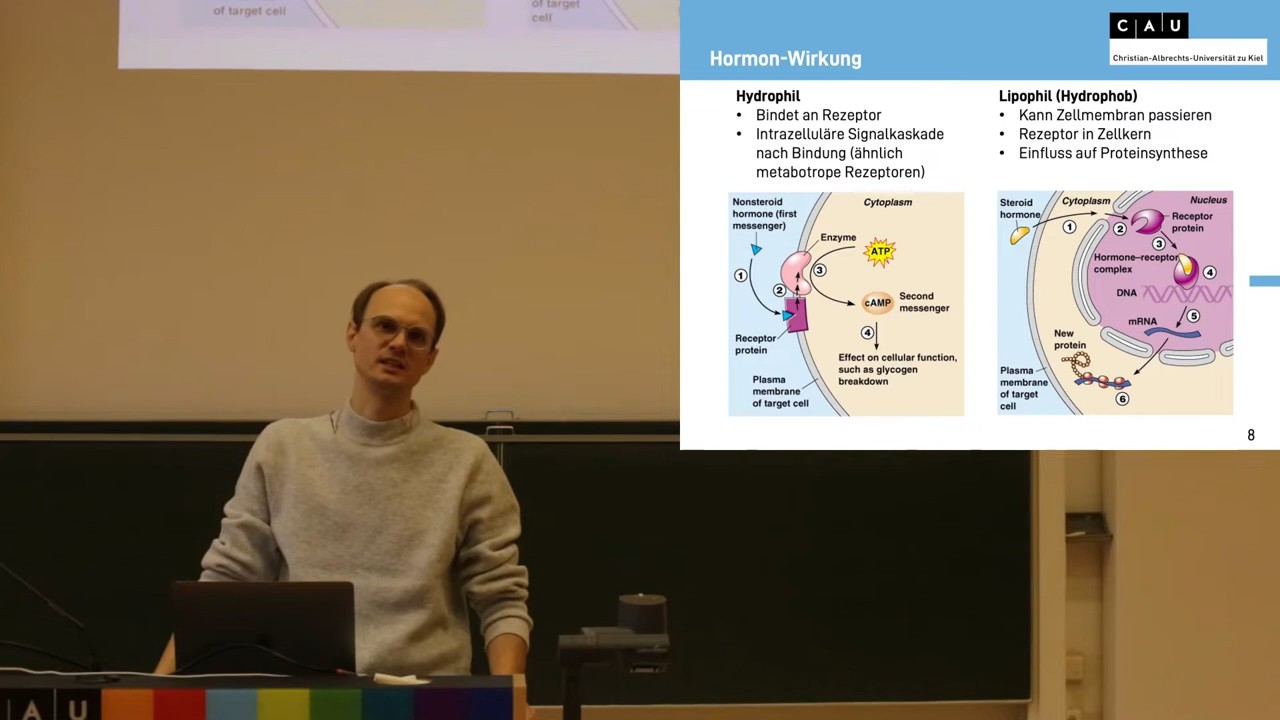 of target cell
of target
cell
C A U
Christian-Albrechts-Universität zu Kiel
Hormon-Wirkung
Hydrophil
• Bindet an Rezeptor
• Intrazelluläre Signalkaskade
nach Bindung (ähnlich
metabotrope Rezeptoren)
Lipophil (Hydrophob)
• Kann Zellmembran passieren
• Rezeptor in Zellkern
• Einfluss auf Proteinsynthese
Nonsteroid
hormone (first
messenger)
Cytoplasm
Enzyme
ATP
1
2
3
cAMP
Second
messenger
4
Receptor
protein
Effect on cellular function,
such as glycogen
breakdown
Plasma
membrane
of target cell
Steroid
hormone
Cytoplasm
Nucleus
1
2
Receptor
protein
3
Hormone–receptor
complex
4
DNA
5
mRNA
New
protein
Plasma
membrane
of target
cell
6
8
A U